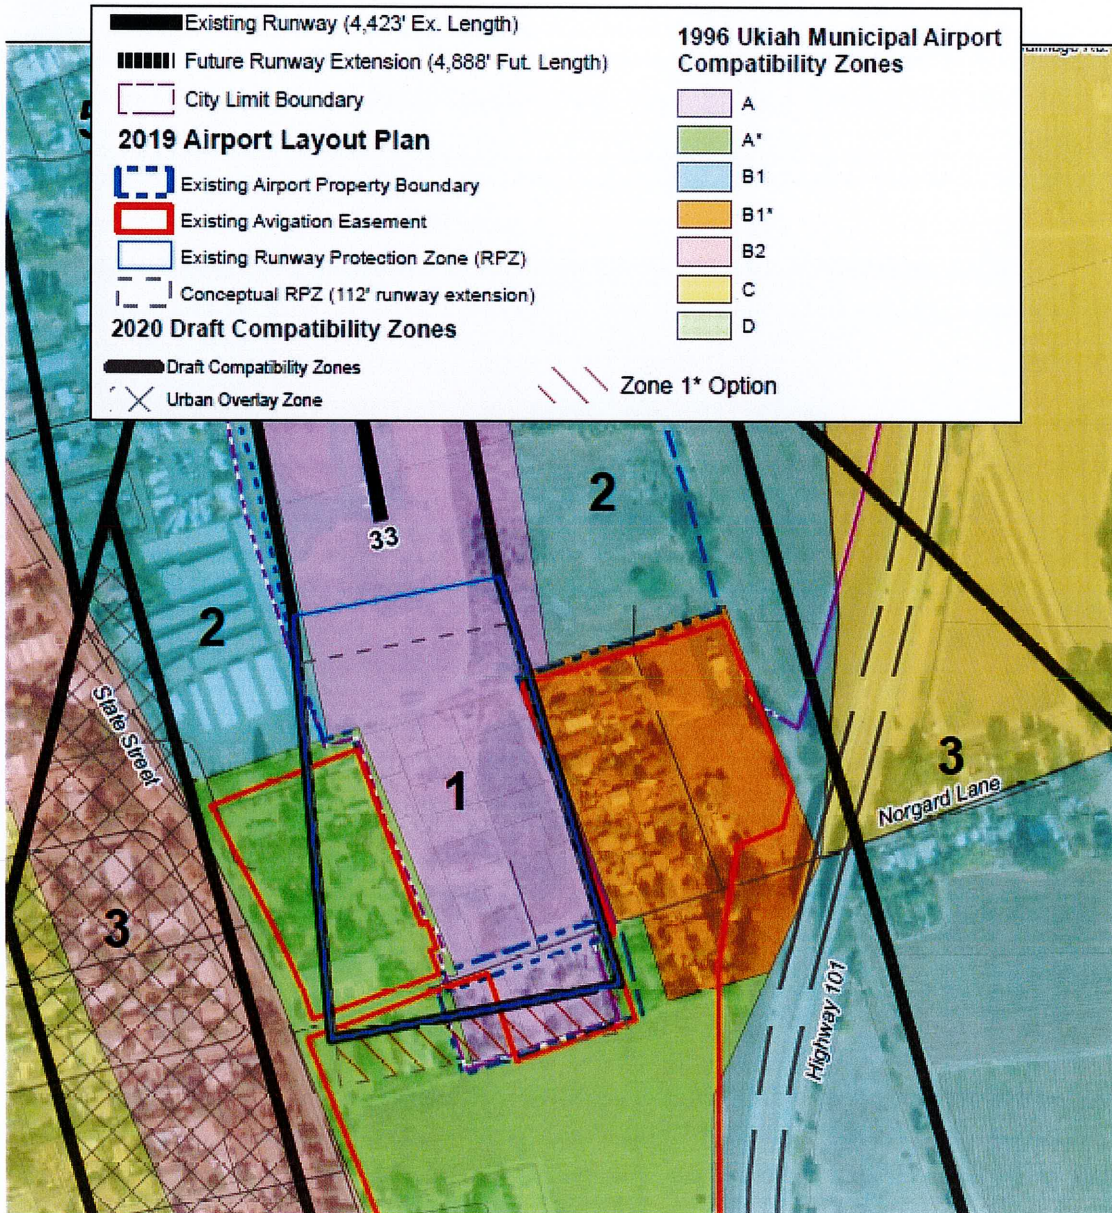 Existing Runway (4,423' Ex. Length)
Future Runway Extension (4,888' Fut. Length)
City Limit Boundary
2019 Airport Layout Plan
Existing Airport Property Boundary
Existing Avigation Easement
Existing Runway Protection Zone (RPZ)
Conceptual RPZ (112' runway extension)
2020 Draft Compatibility Zones
Draft Compatibility Zones
Urban Overlay Zone
Zone 1* Option
1996 Ukiah Municipal Airport
Compatibility Zones
A
A*
B1
B1*
B2
C
D
5
2
33
2
State Street
1
3
Norgard Lane
3
Highway 101